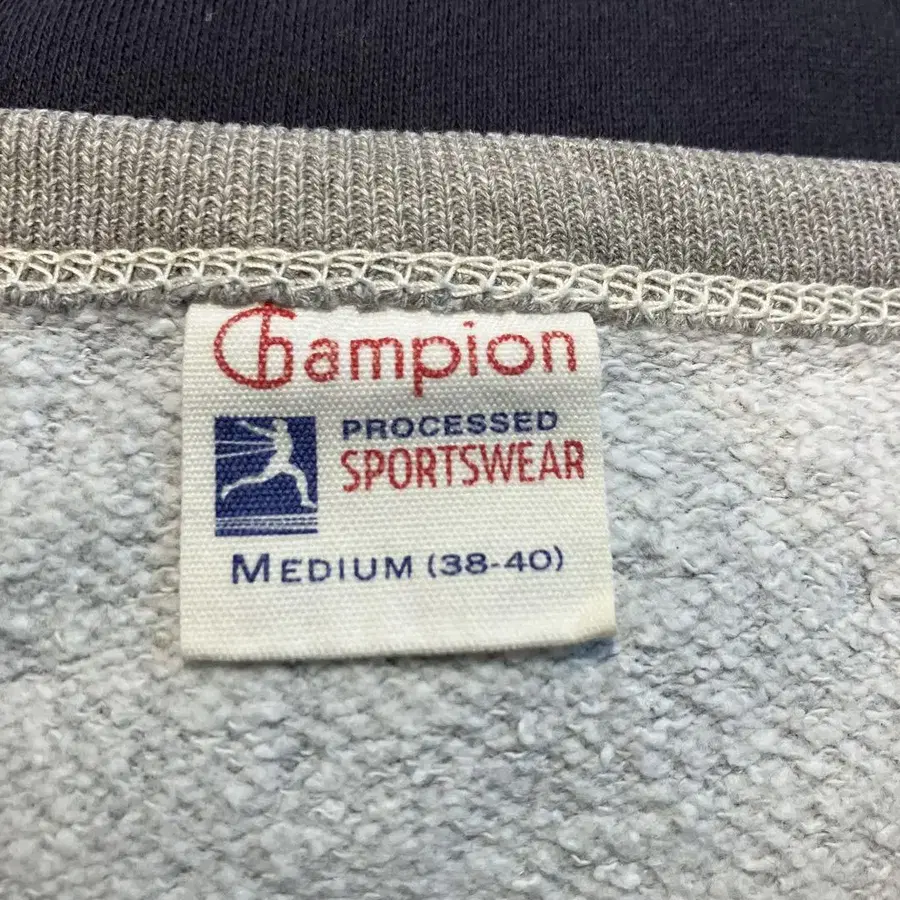 Champion
PROCESSED
SPORTSWEAR
MEDIUM (38-40)